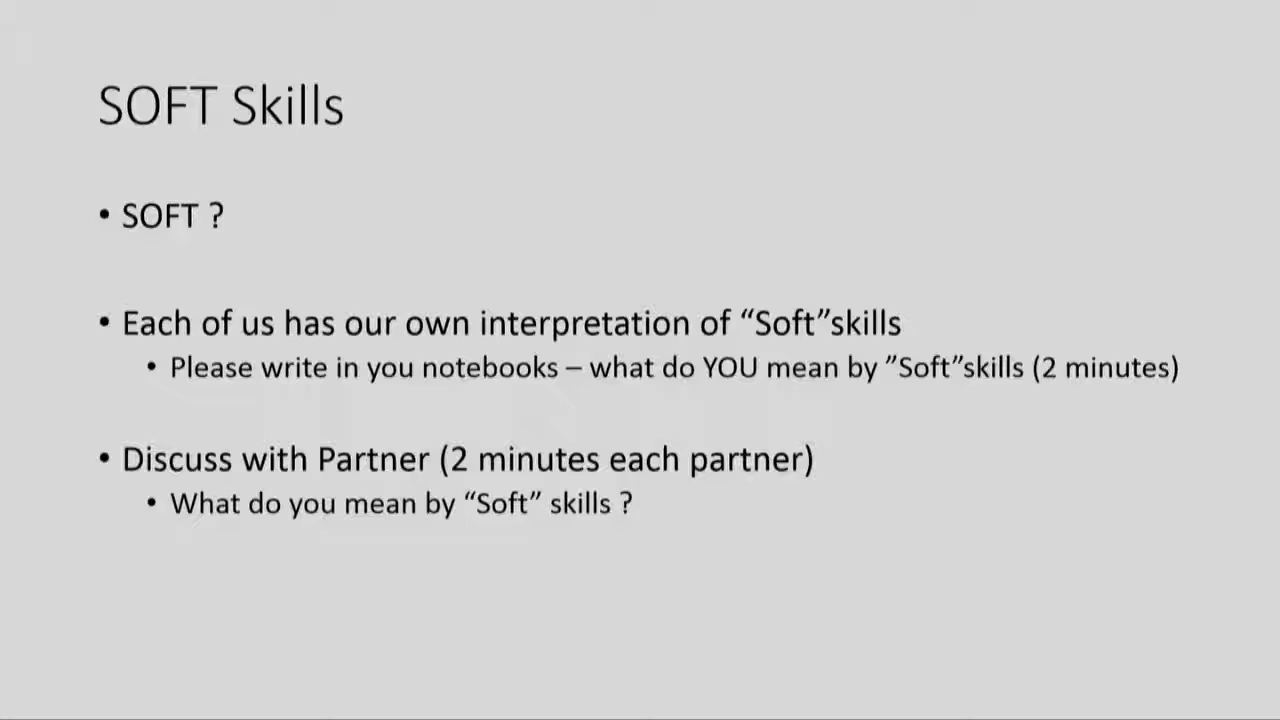 SOFT Skills
• SOFT ?
• Each of us has our own interpretation of “Soft”skills
• Please write in you notebooks – what do YOU mean by ”Soft”skills (2 minutes)
• Discuss with Partner (2 minutes each partner)
• What do you mean by “Soft” skills ?